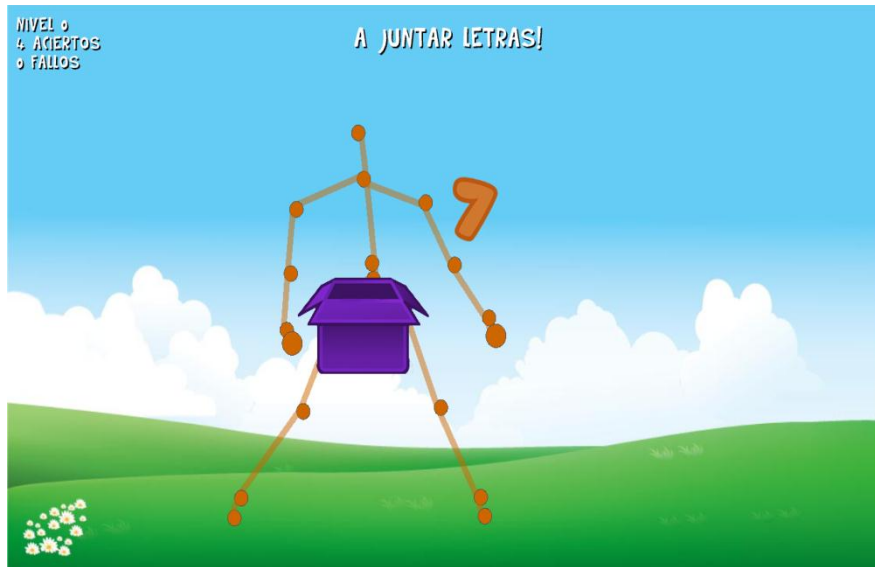 NIVEL 0
4 ACIERTOS
0 FALLOS
A JUNTAR LETRAS!
7